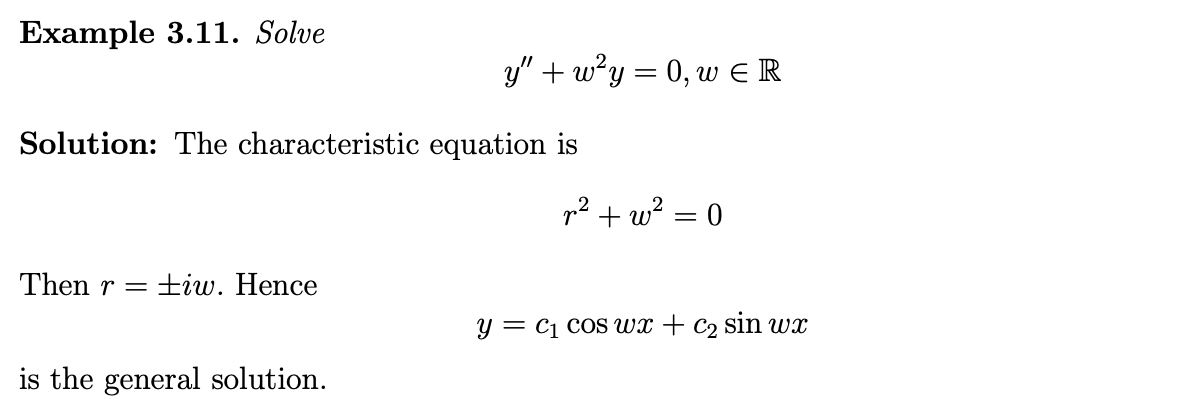 Example 3.11. Solve
y″ + w²y = 0, w ∈ ℝ
Solution: The characteristic equation is
r² + w² = 0
Then r = ±iw. Hence
y = c₁ cos wx + c₂ sin wx
is the general solution.